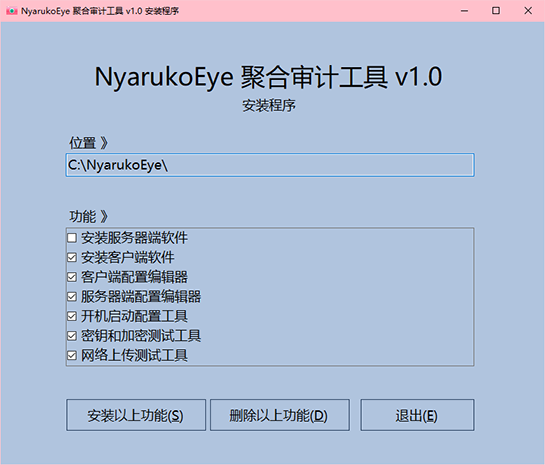 NyarukoEye 聚合审计工具 v1.0 安装程序
NyarukoEye 聚合审计工具 v1.0
安装程序
位置 》
C:\NyarukoEye\
功能 》
安装服务器端软件
安装客户端软件
客户端配置编辑器
服务器端配置编辑器
开机启动配置工具
密钥和加密测试工具
网络上传测试工具
安装以上功能(S) 删除以上功能(D) 退出(E)